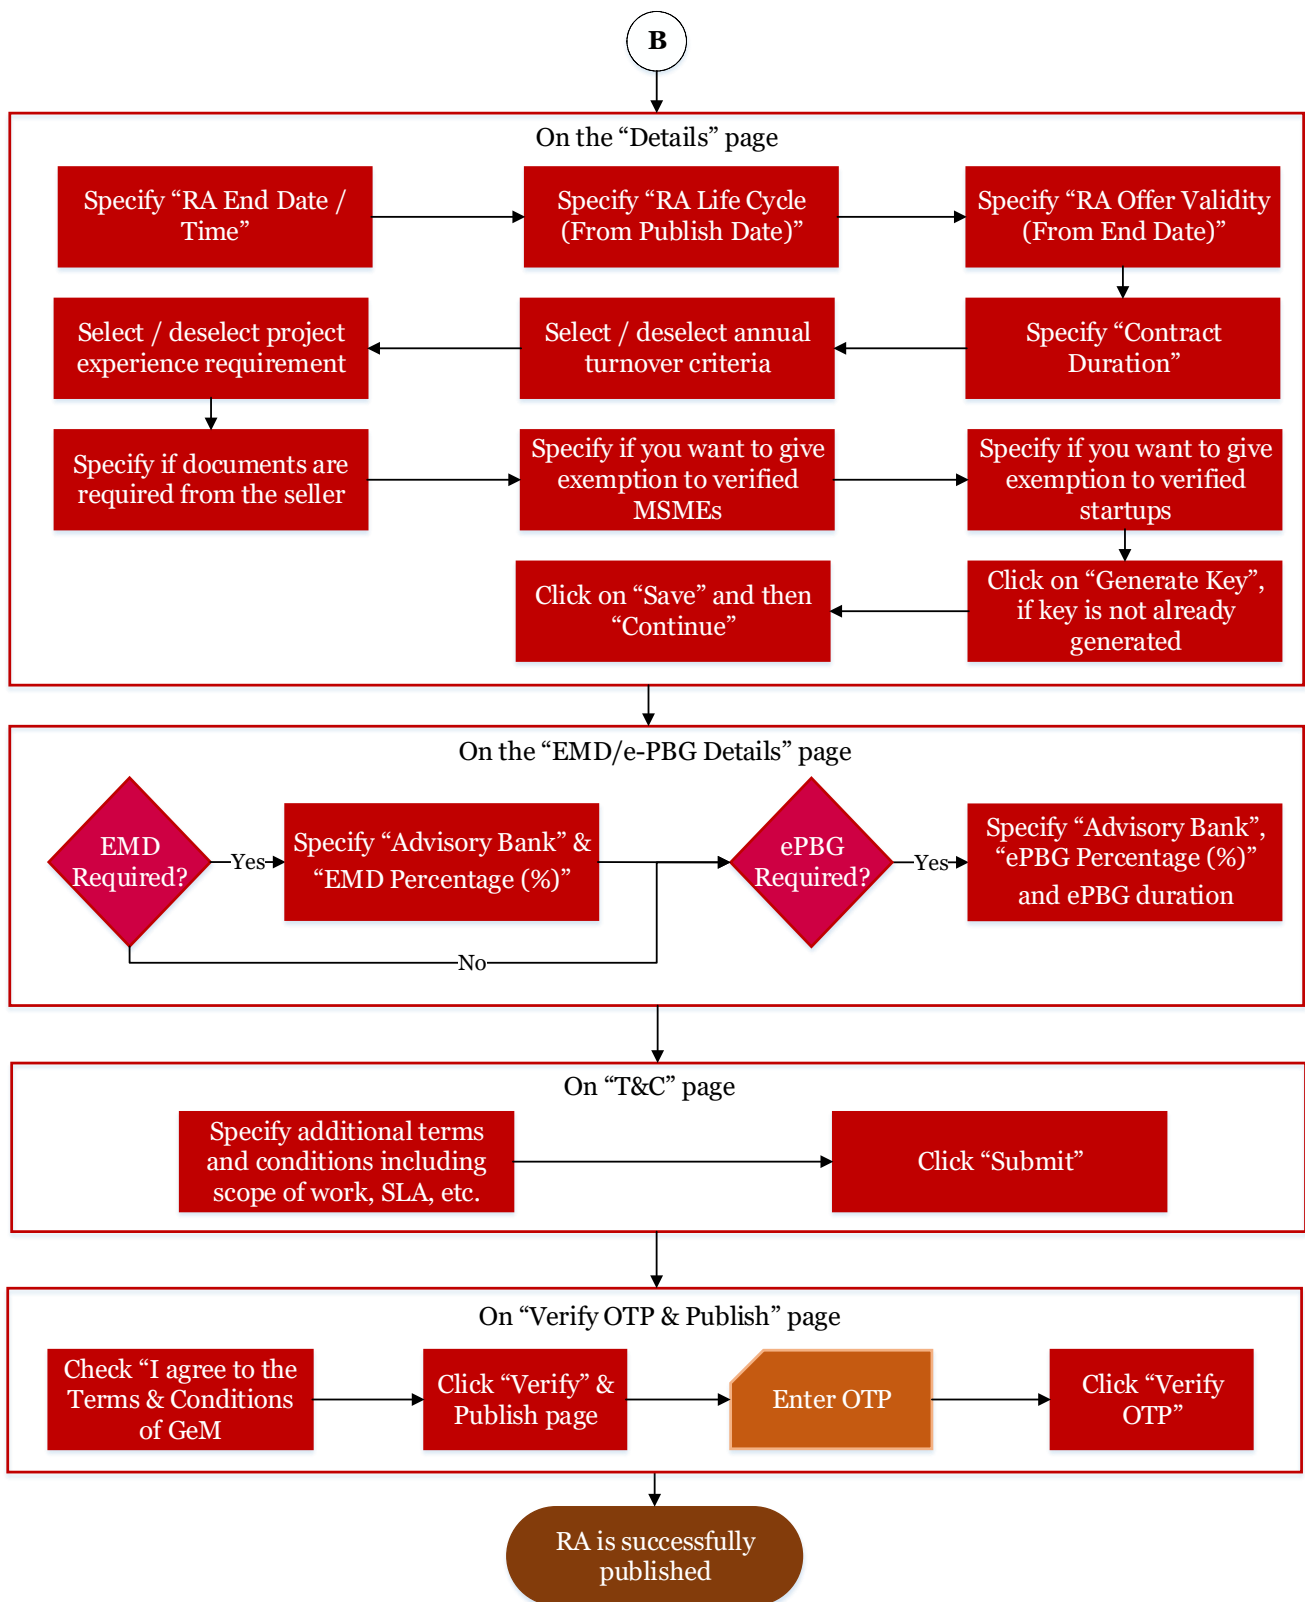 B
On the “Details” page
Specify “RA End Date /
Time”
Specify “RA Life Cycle
(From Publish Date)”
Specify “RA Offer Validity
(From End Date)”
Specify “Contract
Duration”
Select / deselect annual
turnover criteria
Select / deselect project
experience requirement
Specify if documents are
required from the seller
Specify if you want to give
exemption to verified
MSMEs
Specify if you want to give
exemption to verified
startups
Click on “Generate Key”,
if key is not already
generated
Click on “Save” and then
“Continue”
On the “EMD/e-PBG Details” page
EMD
Required?
Yes
Specify “Advisory Bank” &
“EMD Percentage (%)”
No
ePBG
Required?
Yes
Specify “Advisory Bank”,
“ePBG Percentage (%)”
and ePBG duration
On “T&C” page
Specify additional terms
and conditions including
scope of work, SLA, etc.
Click “Submit”
On “Verify OTP & Publish” page
Check “I agree to the
Terms & Conditions
of GeM
Click “Verify” &
Publish page
Enter OTP
Click “Verify
OTP”
RA is successfully
published